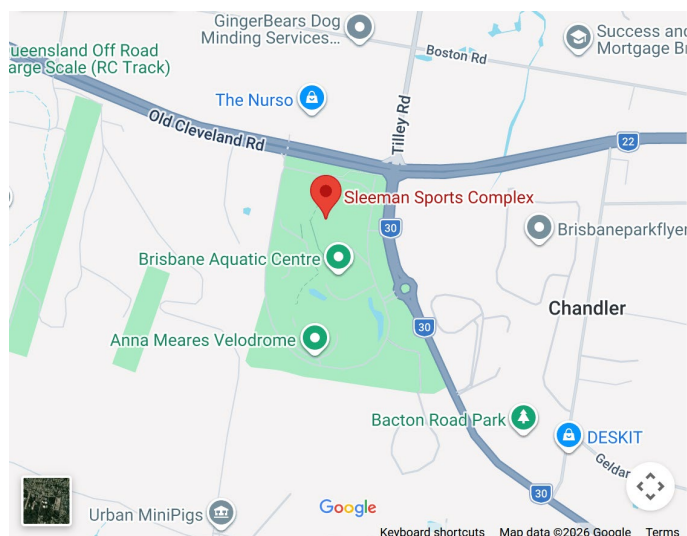 GingerBears Dog
Minding Services...
ueensland Off Road
arge Scale (RC Track)
Boston Rd
Success and
Mortgage Br
The Nurso
Old Cleveland Rd
Tilley Rd
22
Sleeman Sports Complex
30
Brisbaneparkflyer
Brisbane Aquatic Centre
Chandler
30
Anna Meares Velodrome
Bacton Road Park
DESKIT
Geldar
30
Urban MiniPigs
Google
Keyboard shortcuts
Map data ©2026 Google
Terms